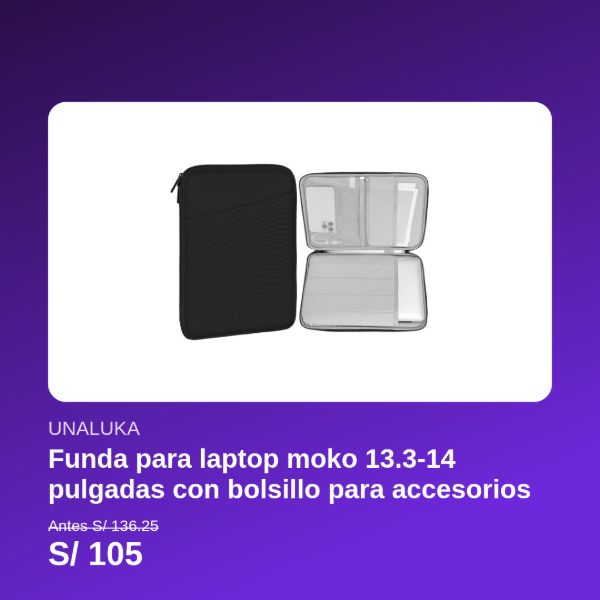 UNALUKA
Funda para laptop moko 13.3-14
pulgadas con bolsillo para accesorios
Antes S/ 136.25
S/ 105